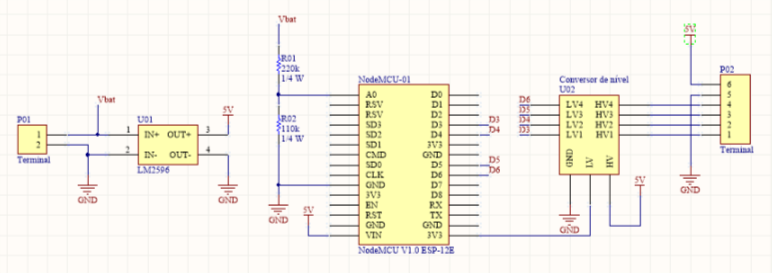 Vbat
5V
R01
220k
1/4 W
R02
110k
1/4 W
GND
NodeMCU-01
A0 D0
RSV D1
RSV D2
SD3 D3 D3
SD2 D4 D4
SD1 3V3
CMD GND
SD0 D5 D5
CLK D6 D6
GND D7
3V3 D8
EN RX
RST TX
GND GND
VIN 3V3
NodeMCU V1.0 ESP-12E
5V
P01
1
2
Terminal
Vbat
U01
1 IN+ OUT+ 3
2 IN- OUT- 4
LM2596
5V
GND
GND
Conversor de nível
U02
D6 LV4 HV4
D5 LV3 HV3
D4 LV2 HV2
D3 LV1 HV1
GND LV HV
GND
5V
P02
6
5
4
3
2
1
Terminal
GND